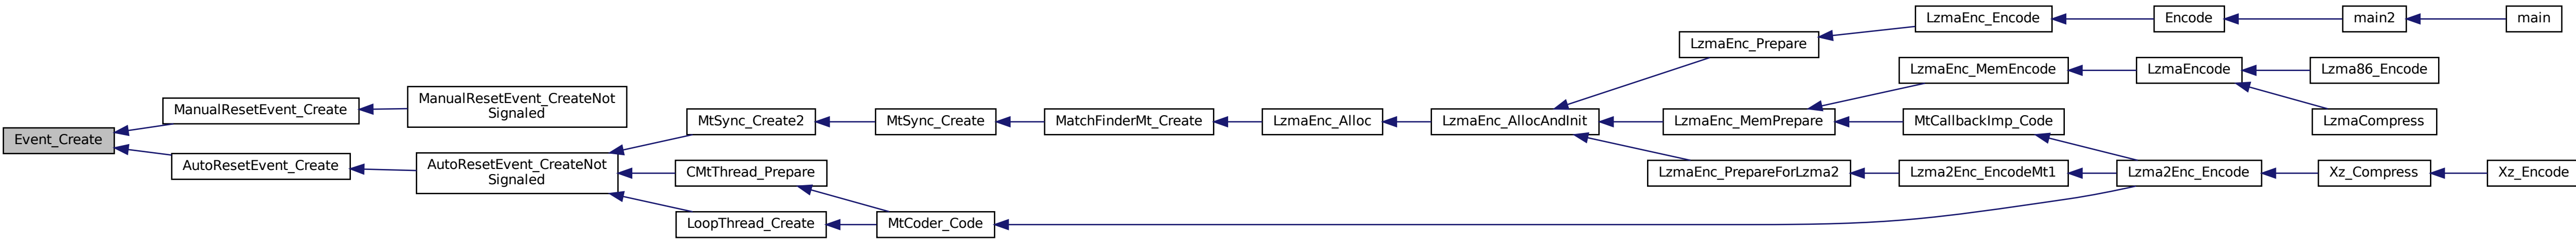 Event_Create
ManualResetEvent_Create
AutoResetEvent_Create
ManualResetEvent_CreateNot
Signaled
AutoResetEvent_CreateNot
Signaled
MtSync_Create2
CMtThread_Prepare
LoopThread_Create
MtSync_Create
MtCoder_Code
MatchFinderMt_Create
LzmaEnc_Alloc
LzmaEnc_AllocAndInit
LzmaEnc_Prepare
LzmaEnc_MemPrepare
LzmaEnc_PrepareForLzma2
LzmaEnc_Encode
LzmaEnc_MemEncode
MtCallbackImp_Code
Lzma2Enc_EncodeMt1
Encode
LzmaEncode
Lzma2Enc_Encode
main2
Lzma86_Encode
LzmaCompress
Xz_Compress
main
Xz_Encode